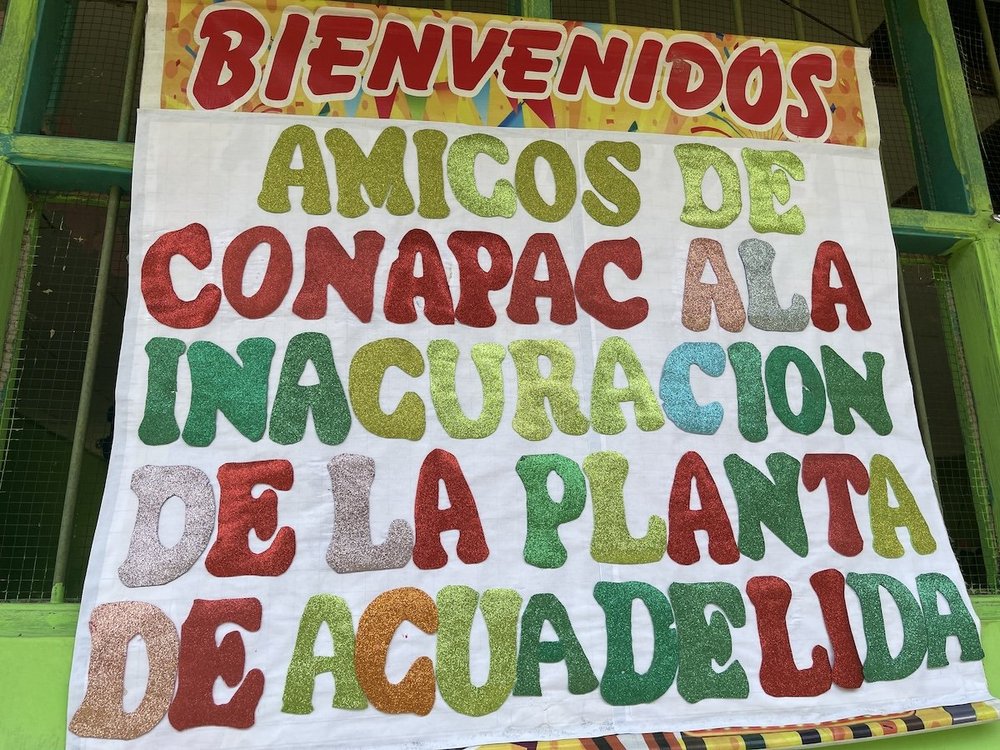 BIENVENIDOS
AMIGOS DE
CONAPAC ALA
INAGURACION
DE LA PLANTA
DE AGUADELIDA